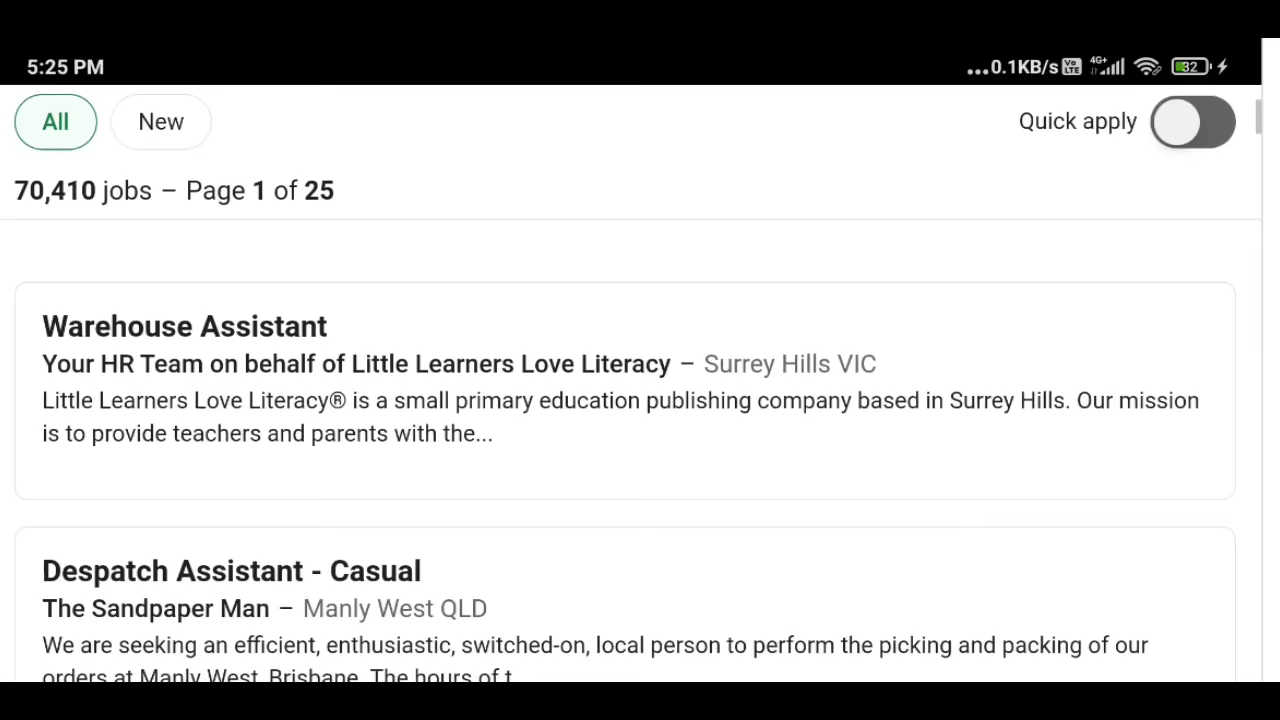 5:25 PM
...0.1KB/s Vo LTE 4G+ 32
All New Quick apply
70,410 jobs – Page 1 of 25
Warehouse Assistant
Your HR Team on behalf of Little Learners Love Literacy – Surrey Hills VIC
Little Learners Love Literacy® is a small primary education publishing company based in Surrey Hills. Our mission
is to provide teachers and parents with the...
Despatch Assistant - Casual
The Sandpaper Man – Manly West QLD
We are seeking an efficient, enthusiastic, switched-on, local person to perform the picking and packing of our
orders at Manly West, Brisbane. The hours of t